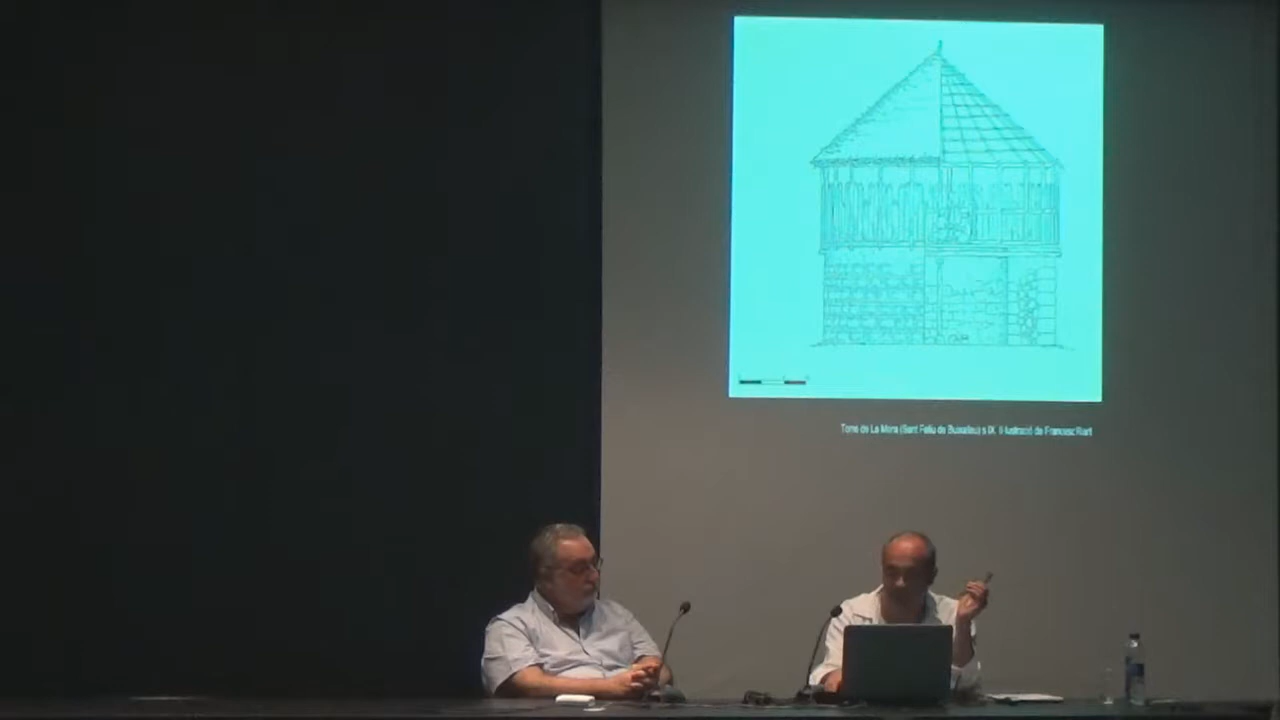 Torre de La Mora (Sant Feliu de Buixalleu) s IX. Il·lustració de Francesc Riart